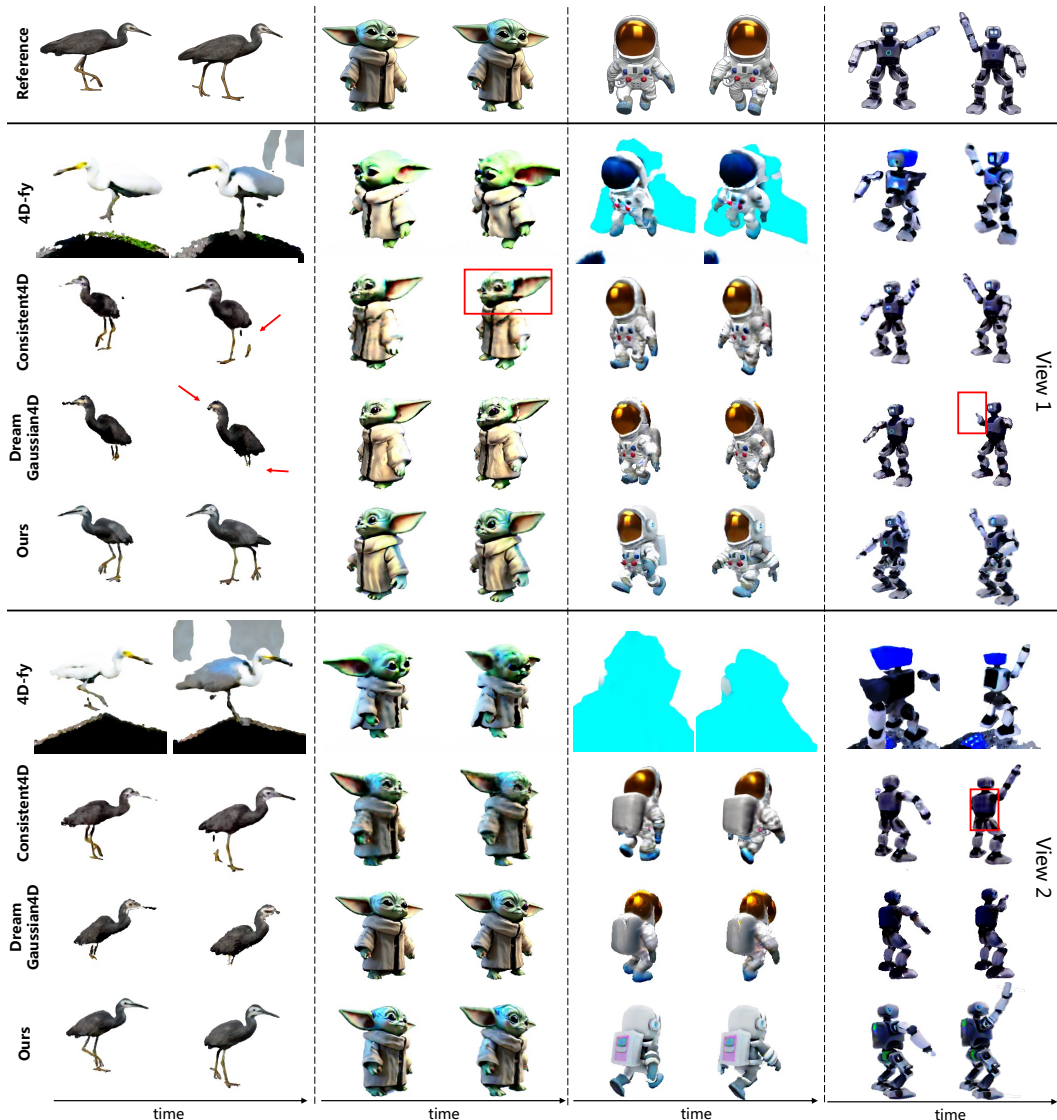 Reference
4D-fy
Consistent4D
Dream
Gaussian4D
Ours
View 1
4D-fy
Consistent4D
Dream
Gaussian4D
Ours
View 2
time
time
time
time